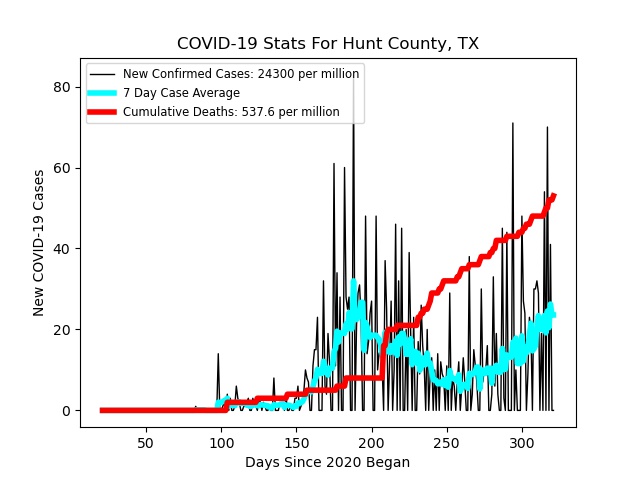 COVID-19 Stats For Hunt County, TX
New Confirmed Cases: 24300 per million
7 Day Case Average
Cumulative Deaths: 537.6 per million
New COVID-19 Cases
80
60
40
20
0
50 100 150 200 250 300
Days Since 2020 Began